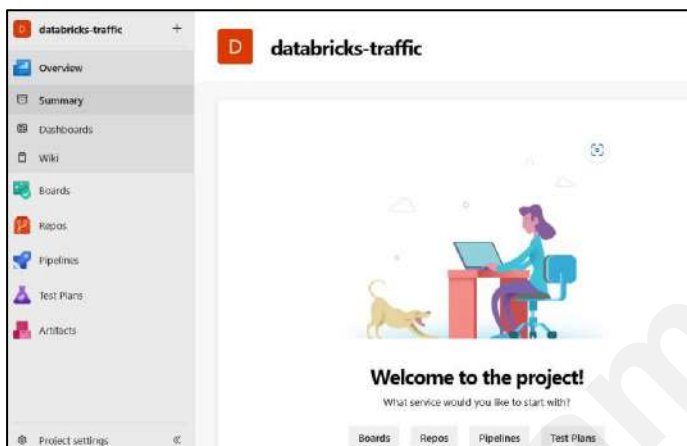 D databricks-traffic +
Overview
Summary
Dashboards
Wiki
Boards
Repos
Pipelines
Test Plans
Artifacts
Project settings
D databricks-traffic
Welcome to the project!
What service would you like to start with?
Boards Repos Pipelines Test Plans